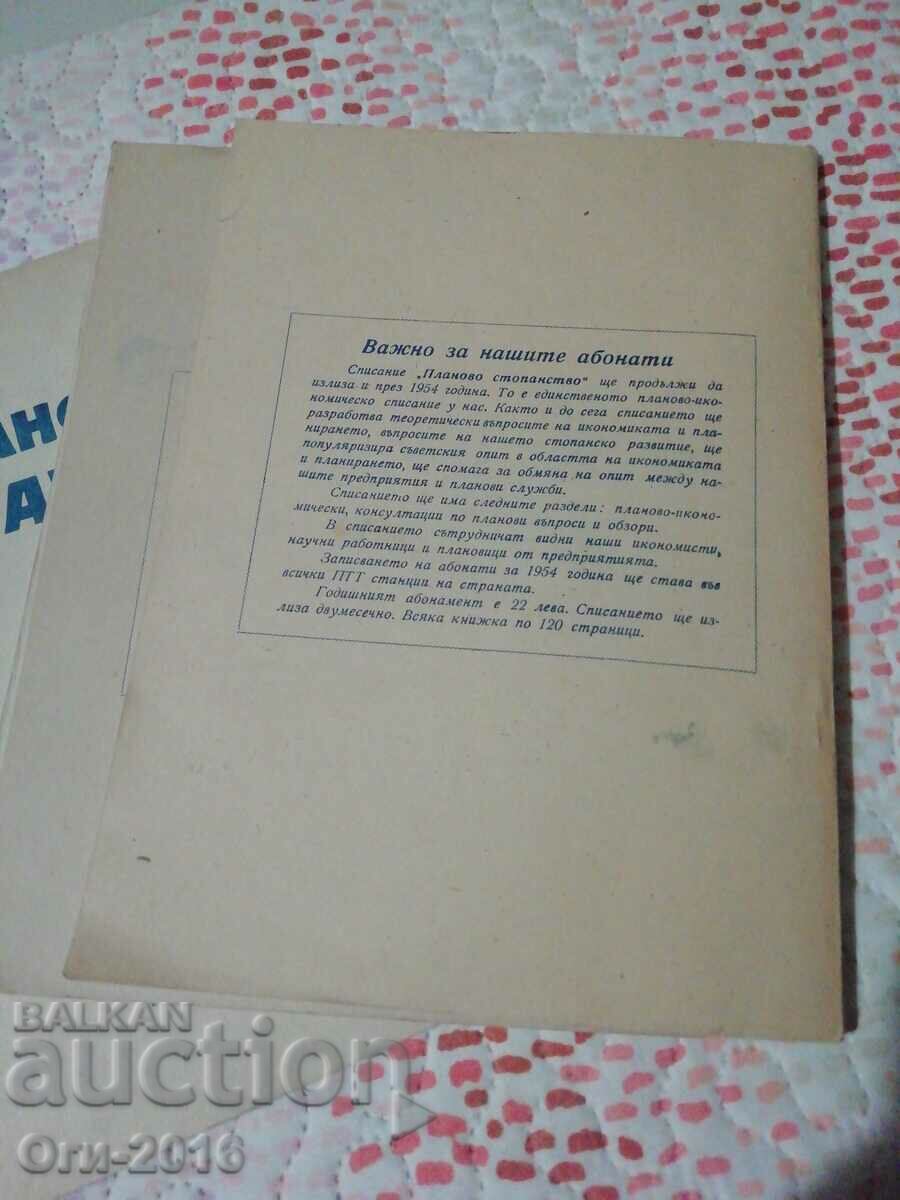 Важно за нашите абонати
Списание „Планово стопанство“ ще продължи да
излиза и през 1954 година. То е единственото планово-ико-
номическо списание у нас. Както и до сега списанието ще
разработва теоретически въпросите на икономиката и пла-
нирането, въпросите на нашето стопанско развитие, ще
популяризира съветския опит в областта на икономиката
и планирането, ще спомага за обмяна на опит между на-
шите предприятия и планови служби.
Списанието ще има следните раздели: планово-иконо-
мически, консултации по планови въпроси и обзори.
В списанието сътрудничат видни наши икономисти,
научни работници и плановици от предприятията.
Записването на абонати за 1954 година ще става във
всички ПТТ станции на страната.
Годишният абонамент е 22 лева. Списанието ще из-
лиза двумесечно. Всяка книжка по 120 страници.
BALKAN
auction
Оги-2016